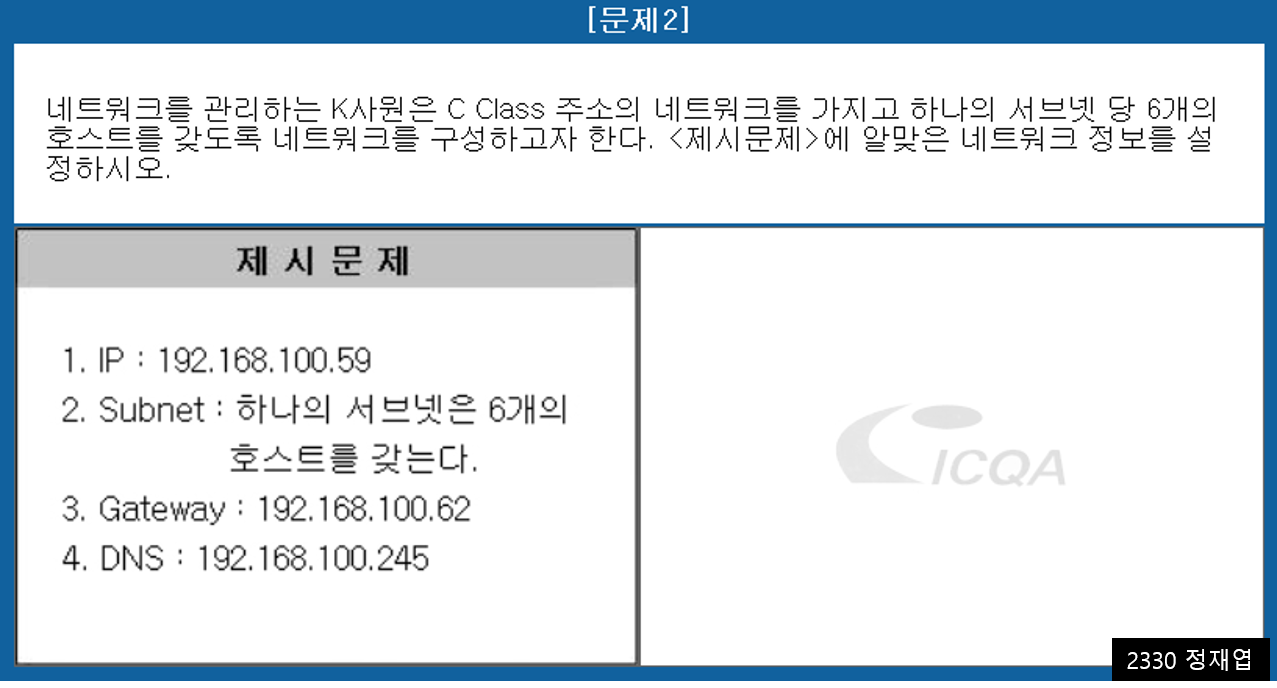 [문제2]
네트워크를 관리하는 K사원은 C Class 주소의 네트워크를 가지고 하나의 서브넷 당 6개의
호스트를 갖도록 네트워크를 구성하고자 한다. <제시문제>에 알맞은 네트워크 정보를 설
정하시오.
제 시 문 제
1. IP : 192.168.100.59
2. Subnet : 하나의 서브넷은 6개의
호스트를 갖는다.
3. Gateway : 192.168.100.62
4. DNS : 192.168.100.245
ICQA
2330 정재엽